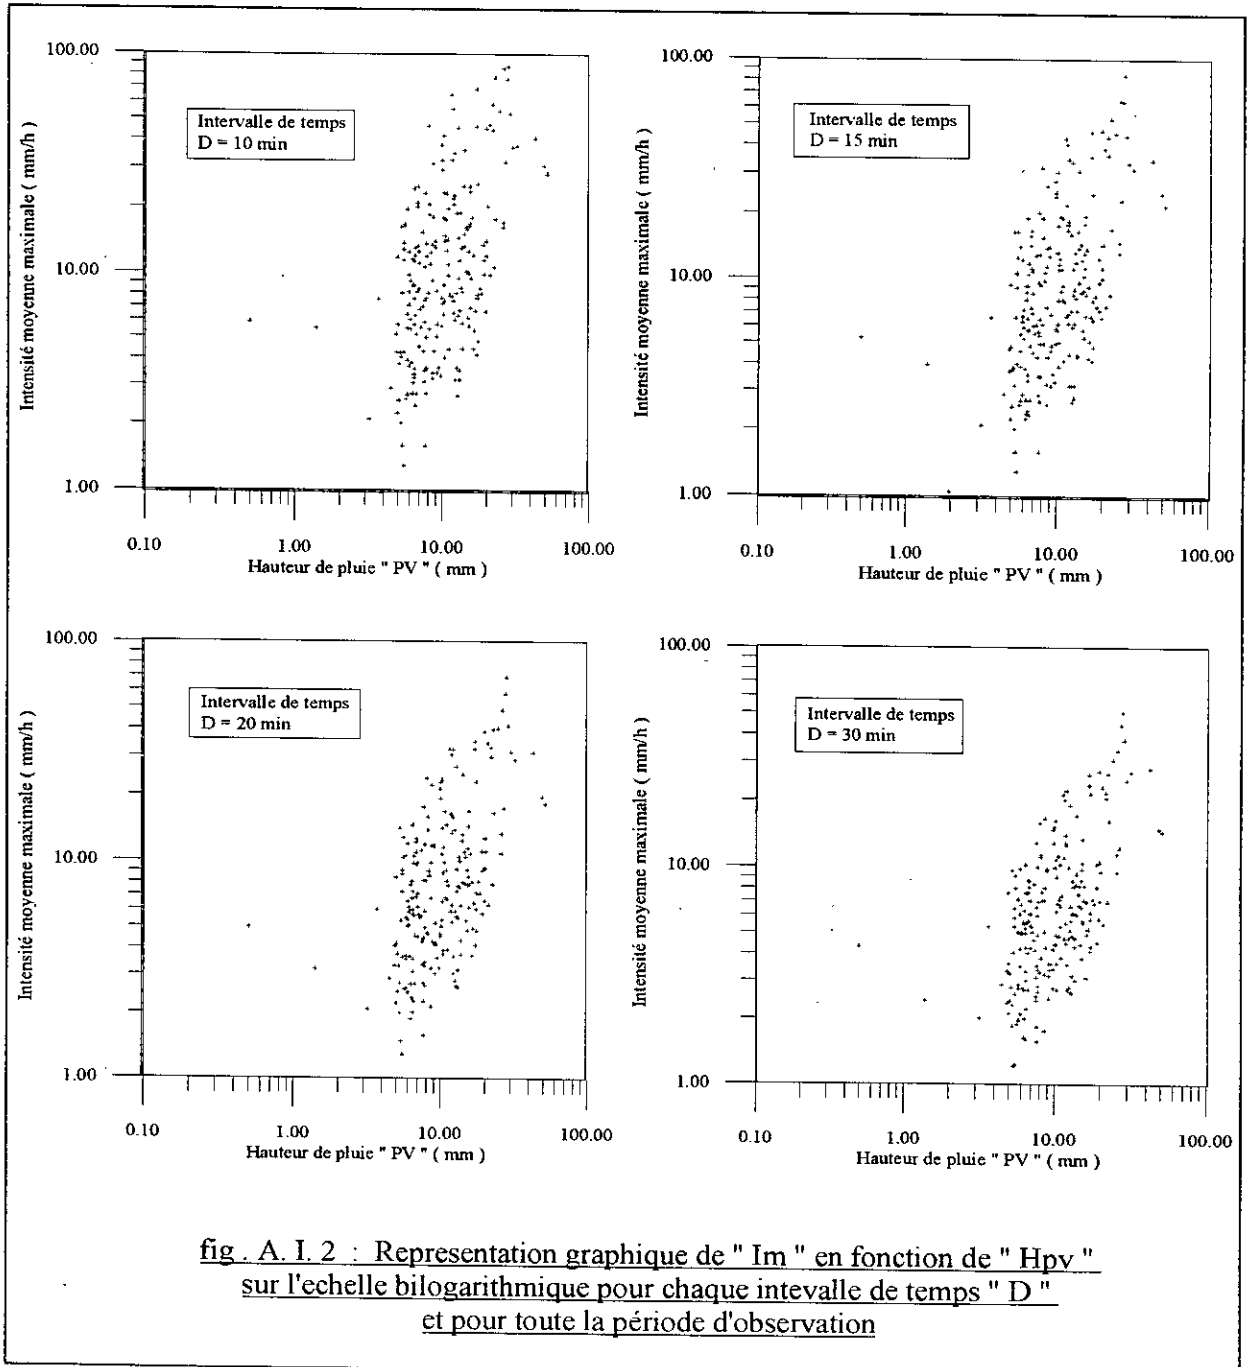 100.00
10.00
1.00
Intensité moyenne maximale ( mm/h )
Intervalle de temps
D = 10 min
0.10
1.00
10.00
100.00
Hauteur de pluie " PV " ( mm )
100.00
10.00
1.00
Intensité moyenne maximale ( mm/h )
Intervalle de temps
D = 15 min
0.10
1.00
10.00
100.00
Hauteur de pluie " PV " ( mm )
100.00
10.00
1.00
Intensité moyenne maximale ( mm/h )
Intervalle de temps
D = 20 min
0.10
1.00
10.00
100.00
Hauteur de pluie " PV " ( mm )
100.00
10.00
1.00
Intensité moyenne maximale ( mm/h )
Intervalle de temps
D = 30 min
0.10
1.00
10.00
100.00
Hauteur de pluie " PV " ( mm )
fig . A. I. 2 : Representation graphique de " Im " en fonction de " Hpv "
sur l'echelle bilogarithmique pour chaque intevalle de temps " D "
et pour toute la période d'observation